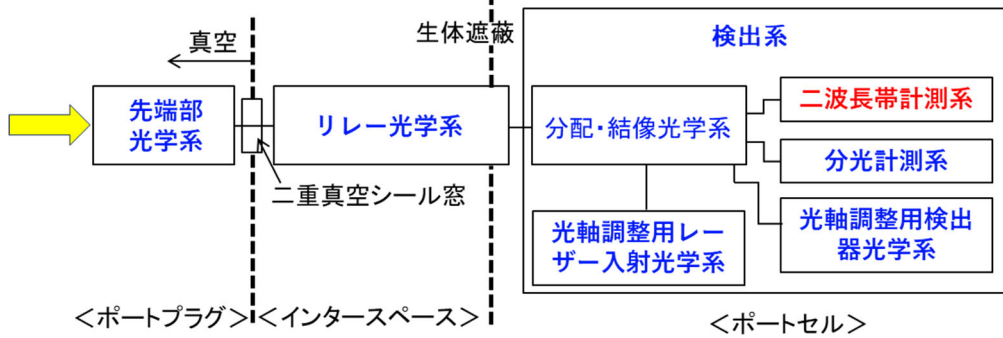 生体遮蔽
検出系
真空
先端部
光学系
リレー光学系
分配・結像光学系
二波長帯計測系
分光計測系
二重真空シール窓
光軸調整用レー
ザー入射光学系
光軸調整用検出
器光学系
＜ポートプラグ＞
＜インタースペース＞
＜ポートセル＞